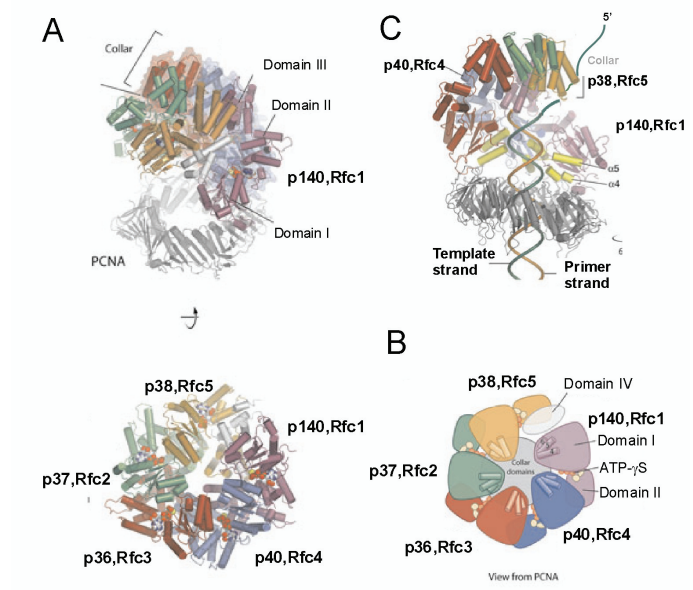 A
Collar
Domain III
Domain II
p140,Rfc1
Domain I
PCNA
C
5'
Collar
p40,Rfc4
p38,Rfc5
p140,Rfc1
α5
α4
6
Template
strand
Primer
strand
p38,Rfc5
p140,Rfc1
p37,Rfc2
p36,Rfc3
p40,Rfc4
B
p38,Rfc5
Domain IV
p140,Rfc1
Domain I
Collar
domains
ATP-γS
p37,Rfc2
Domain II
p40,Rfc4
p36,Rfc3
View from PCNA